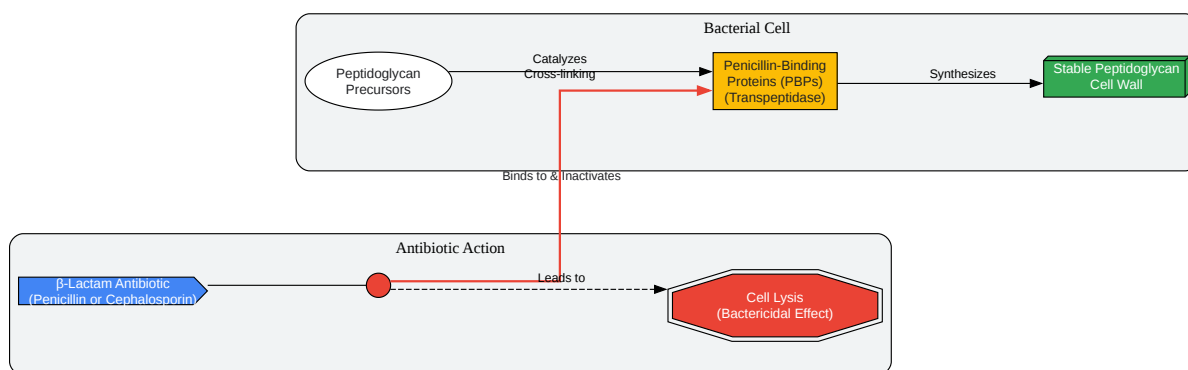 Bacterial Cell
Peptidoglycan
Precursors
Catalyzes
Cross-linking
Penicillin-Binding
Proteins (PBPs)
(Transpeptidase)
Synthesizes
Stable Peptidoglycan
Cell Wall
Binds to & Inactivates
Antibiotic Action
β-Lactam Antibiotic
(Penicillin or Cephalosporin)
Leads to
Cell Lysis
(Bactericidal Effect)